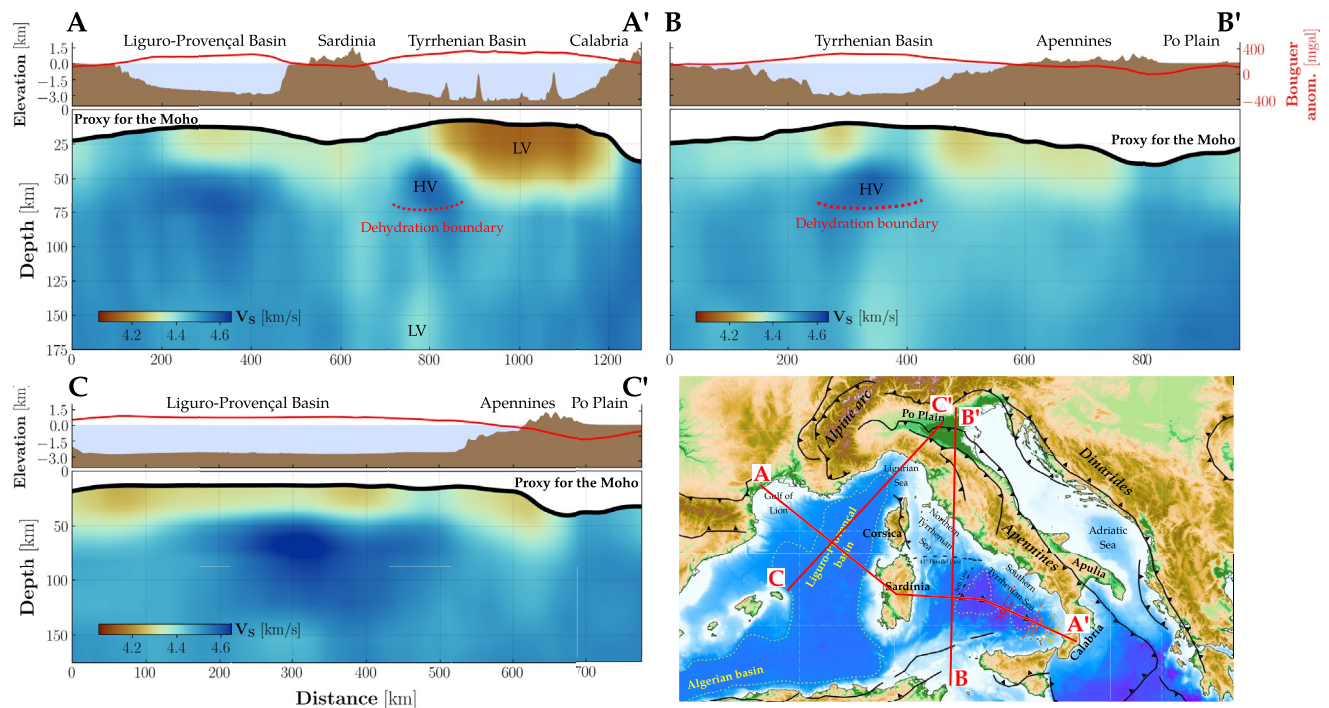 A
A'
Liguro-Provençal Basin
Sardinia
Tyrrhenian Basin
Calabria
Elevation [km]
1.5
0.0
−1.5
−3.0
Proxy for the Moho
LV
HV
Dehydration boundary
LV
Depth [km]
0
25
50
75
100
125
150
175
4.2
4.4
4.6
Vs [km/s]
0
200
400
600
800
1000
1200
B
B'
Tyrrhenian Basin
Apennines
Po Plain
400
0
−400
Bouguer
anom. [mgal]
Proxy for the Moho
HV
Dehydration boundary
4.2
4.4
4.6
Vs [km/s]
0
200
400
600
800
C
C'
Liguro-Provençal Basin
Apennines
Po Plain
Elevation [km]
1.5
0.0
−1.5
−3.0
Proxy for the Moho
Depth [km]
0
50
100
150
4.2
4.4
4.6
Vs [km/s]
0
100
200
300
400
500
600
700
Distance [km]
Alpine arc
Po Plain
C'
B'
Dinarides
A
Gulf of
Lion
Ligurian
Sea
Corsica
Northern
Tyrrhenian
Sea
Apennines
Adriatic
Sea
Liguro-Provençal
basin
C
Sardinia
41° Parallel Line
Southern
Tyrrhenian Sea
Apulia
A'
Calabria
B
Algerian basin